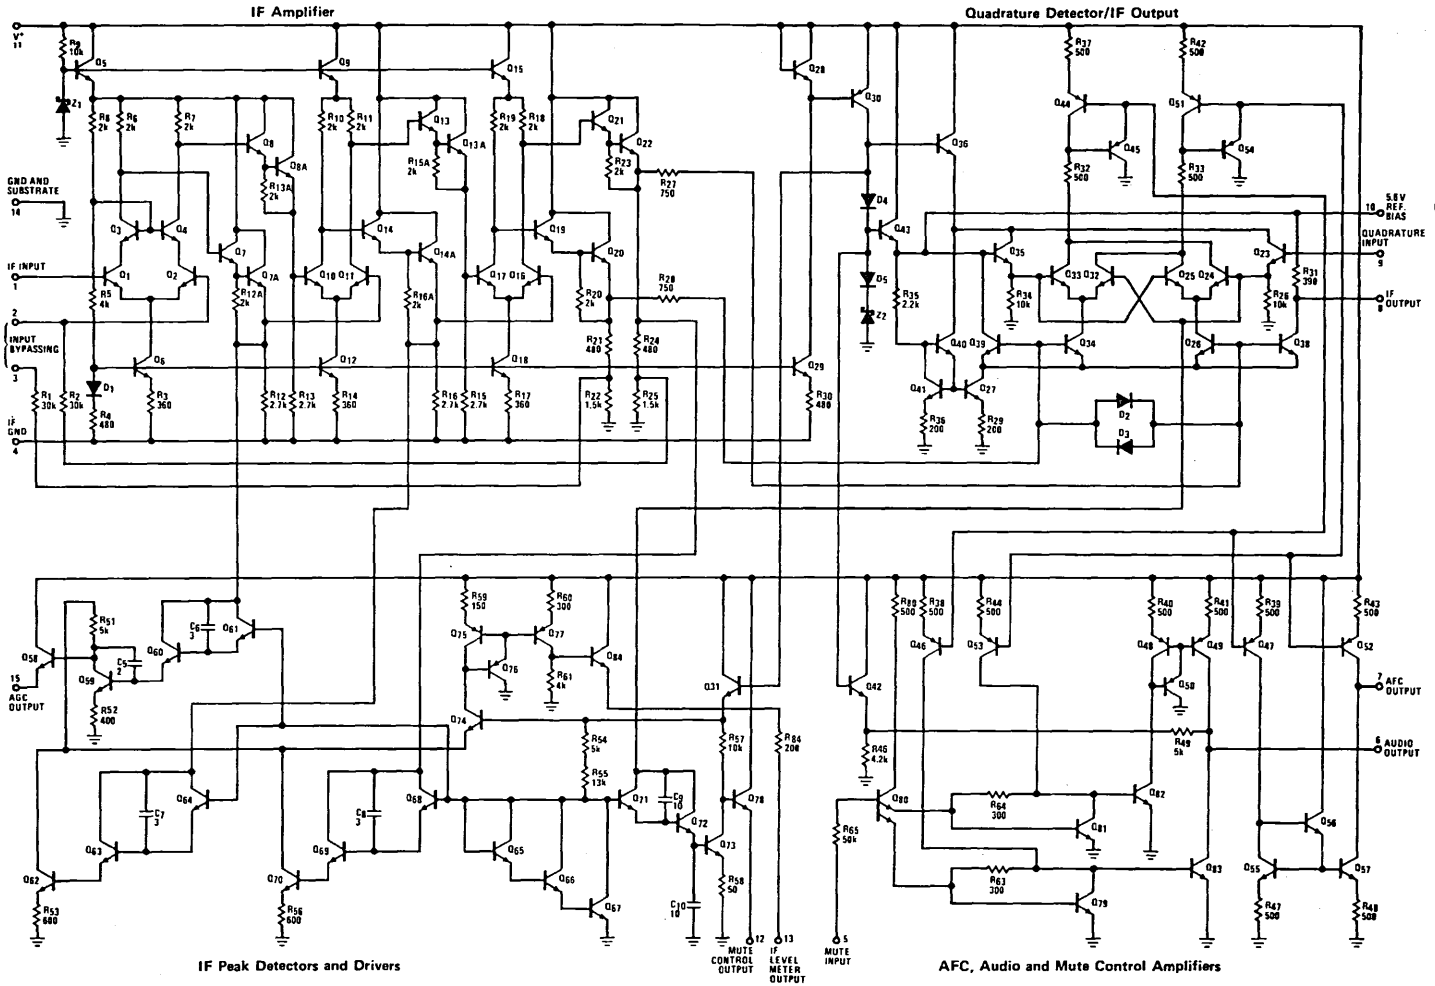 IF Amplifier
Quadrature Detector/IF Output
V+
11
R9
10k
Q5
Q9
Q15
Q28
Q30
R37
500
R42
500
Z1
R8
2k
R6
2k
R7
2k
Q8
Q8A
R13A
2k
R10
2k
R11
2k
Q13
Q13A
R15A
2k
R19
2k
R18
2k
Q21
Q22
R23
2k
R27
750
Q36
Q44
Q45
Q51
Q54
R32
500
R33
500
GND AND
SUBSTRATE
14
5.6V
10 REF.
BIAS
QUADRATURE
INPUT
9
Q3
Q4
Q7
Q14
Q14A
Q19
Q20
D4
Q43
Q35
Q23
IF INPUT
1
Q1
Q2
Q7A
Q10
Q11
Q17
Q16
D5
Q33
Q32
Q25
Q24
R31
390
R5
4k
R12A
2k
R16A
2k
R20
2k
R28
750
R35
2.2k
R34
10k
R26
10k
IF
OUTPUT
8
2
INPUT
BYPASSING
3
Z2
R21
480
R24
480
Q6
Q12
Q18
Q29
Q40
Q39
Q34
Q26
Q38
D1
R1
30k
R2
30k
R4
480
R3
360
R12
2.7k
R13
2.7k
R14
360
R16
2.7k
R15
2.7k
R17
360
R22
1.5k
R25
1.5k
R30
480
Q41
Q27
R36
200
R29
200
D2
D3
IF
GND
4
R51
5k
C6
3
Q61
Q60
Q58
C5
2
Q59
R52
400
15
AGC
OUTPUT
R59
150
R60
300
Q75
Q77
Q76
Q84
R61
4k
Q74
Q31
Q42
R89
500
R38
500
R44
500
Q46
Q53
R40
500
R41
500
R39
500
R43
500
Q48
Q49
Q47
Q52
Q50
7
AFC
OUTPUT
R54
5k
R57
10k
R84
200
R46
4.2k
R49
5k
6 AUDIO
OUTPUT
R55
13k
C7
3
Q64
Q63
Q62
R53
600
C8
3
Q68
Q69
Q70
R56
600
Q65
Q66
Q67
Q71
C9
10
Q72
Q73
Q78
R58
50
C10
10
R65
50k
Q80
R64
300
Q81
Q82
R63
300
Q79
Q83
Q56
Q55
Q57
R47
500
R48
500
12
MUTE
CONTROL
OUTPUT
13
IF
LEVEL
METER
OUTPUT
5
MUTE
INPUT
IF Peak Detectors and Drivers
AFC, Audio and Mute Control Amplifiers